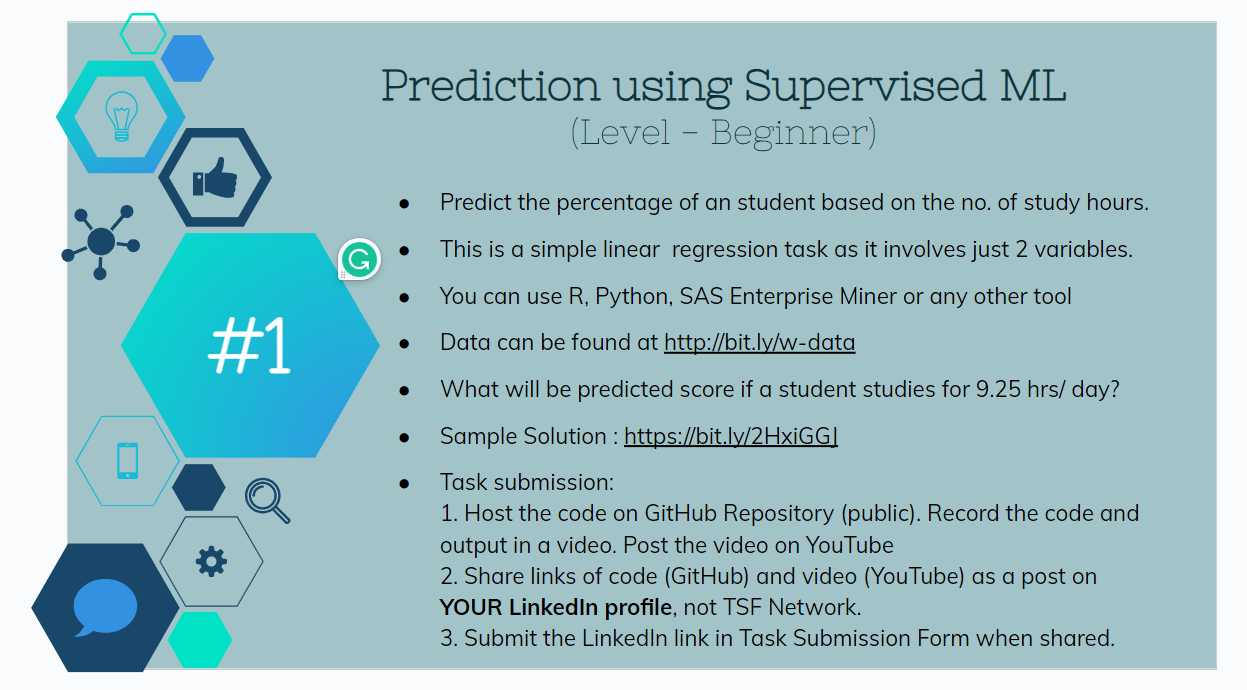 Prediction using Supervised ML
(Level - Beginner)
#1
● Predict the percentage of an student based on the no. of study hours.
● This is a simple linear  regression task as it involves just 2 variables.
● You can use R, Python, SAS Enterprise Miner or any other tool
● Data can be found at http://bit.ly/w-data
● What will be predicted score if a student studies for 9.25 hrs/ day?
● Sample Solution : https://bit.ly/2HxiGGJ
● Task submission:
1. Host the code on GitHub Repository (public). Record the code and
output in a video. Post the video on YouTube
2. Share links of code (GitHub) and video (YouTube) as a post on
YOUR LinkedIn profile, not TSF Network.
3. Submit the LinkedIn link in Task Submission Form when shared.